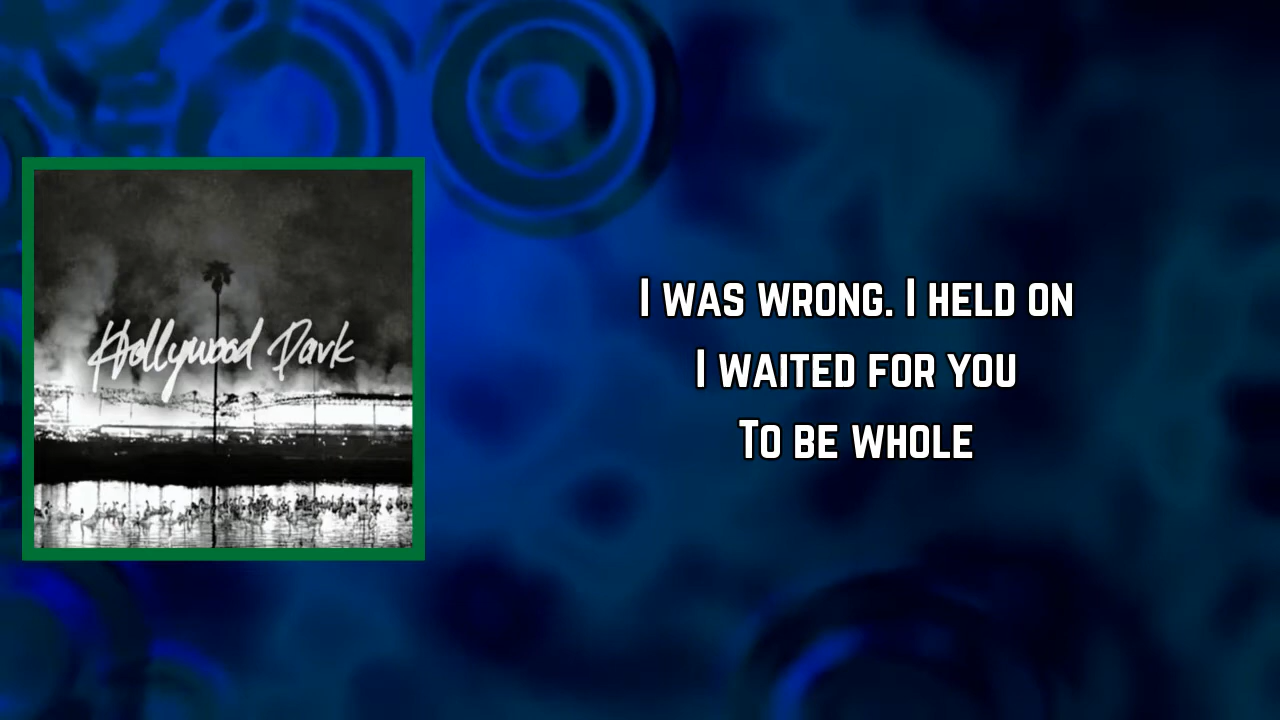 Hollywood Park
I WAS WRONG. I HELD ON
I WAITED FOR YOU
TO BE WHOLE